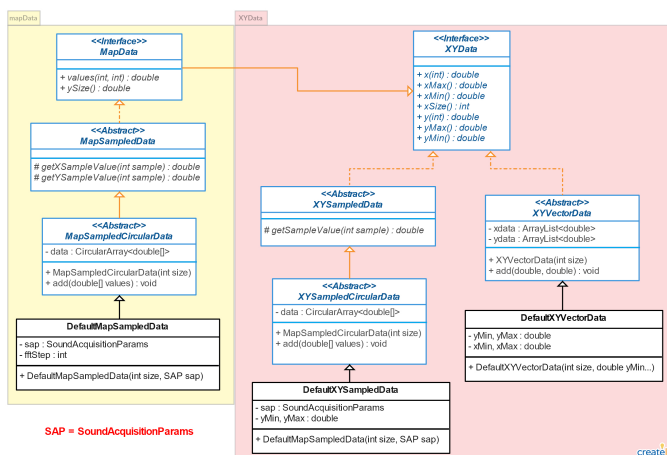 mapData
XYData
<<Interface>>
MapData
+ values(int, int) : double
+ ySize() : double
<<Abstract>>
MapSampledData
# getXSampleValue(int sample) : double
# getYSampleValue(int sample) : double
<<Abstract>>
MapSampledCircularData
- data : CircularArray<double[]>
+ MapSampledCircularData(int size)
+ add(double[] values) : void
DefaultMapSampledData
- sap : SoundAcquisitionParams
- fftStep : int
+ DefaultMapSampledData(int size, SAP sap)
SAP = SoundAcquisitionParams
<<Interface>>
XYData
+ x(int) : double
+ xMax() : double
+ xMin() : double
+ xSize() : int
+ y(int) : double
+ yMax() : double
+ yMin() : double
<<Abstract>>
XYSampledData
# getSampleValue(int sample) : double
<<Abstract>>
XYSampledCircularData
- data : CircArray<double[]>
+ MapSampledCircularData(int size)
+ add(double[] values) : void
DefaultXYSampledData
- sap : SoundAcquisitionParams
- yMin, yMax : double
+ DefaultMapSampledData(int size, SAP sap)
<<Abstract>>
XYVectorData
- xdata : ArrayList<double>
- ydata : ArrayList<double>
+ XYVectorData(int size)
+ add(double, double) : void
DefaultXYVectorData
- yMin, yMax : double
- xMin, xMax : double
+ DefaultXYVectorData(int size, double yMin...)
create